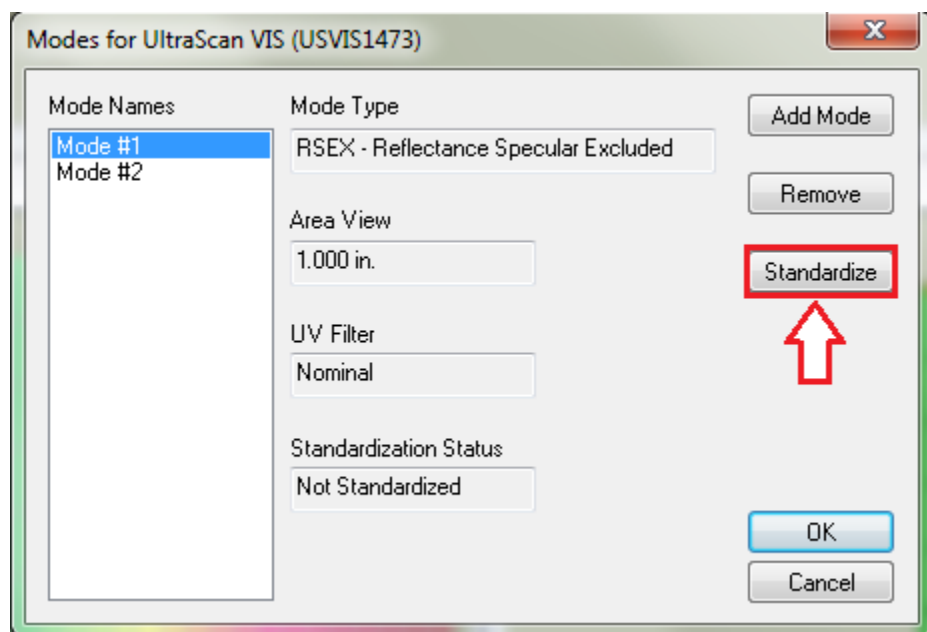 Modes for UltraScan VIS (USVIS1473)
Mode Names
Mode #1
Mode #2
Mode Type
RSEX - Reflectance Specular Excluded
Area View
1.000 in.
UV Filter
Nominal
Standardization Status
Not Standardized
Add Mode
Remove
Standardize
OK
Cancel